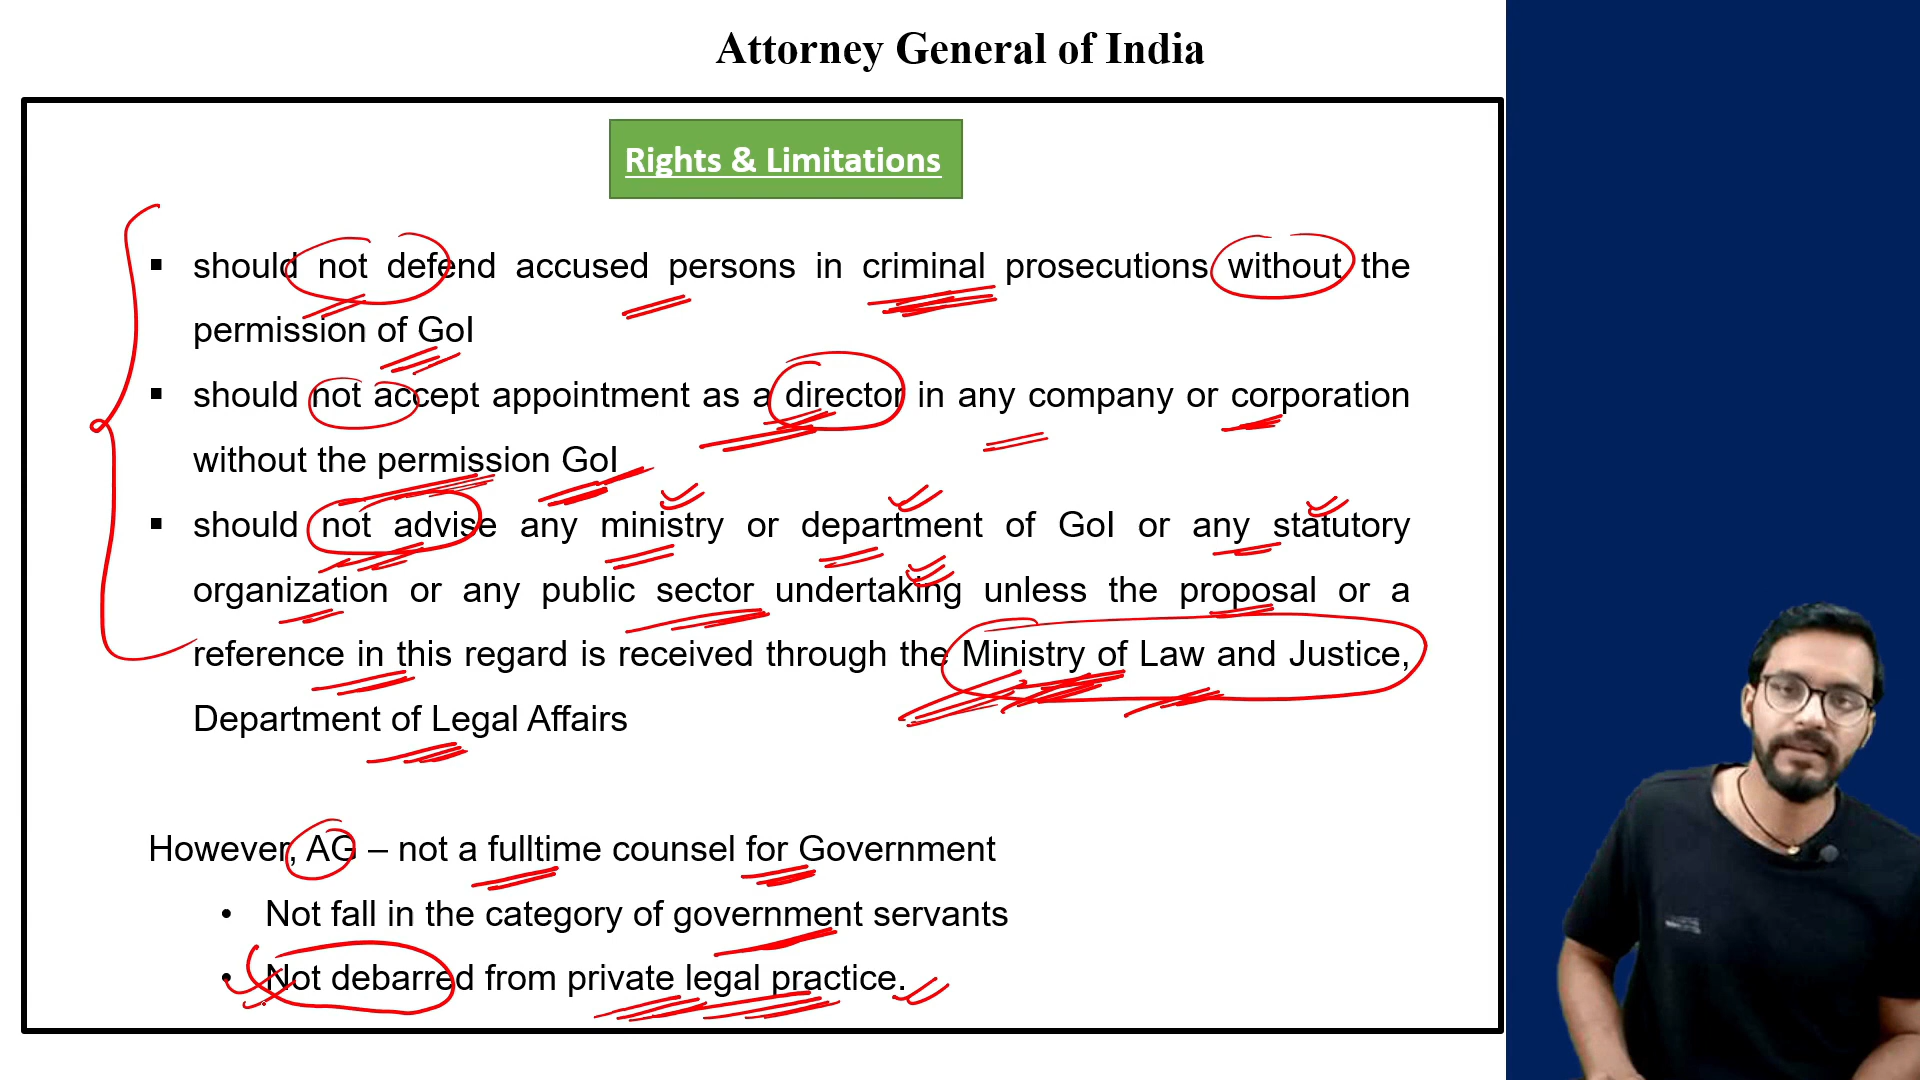 Attorney General of India
Rights & Limitations
▪ should not defend accused persons in criminal prosecutions without the
permission of GoI
▪ should not accept appointment as a director in any company or corporation
without the permission GoI
▪ should not advise any ministry or department of GoI or any statutory
organization or any public sector undertaking unless the proposal or a
reference in this regard is received through the Ministry of Law and Justice,
Department of Legal Affairs
However, AG – not a fulltime counsel for Government
• Not fall in the category of government servants
• Not debarred from private legal practice.